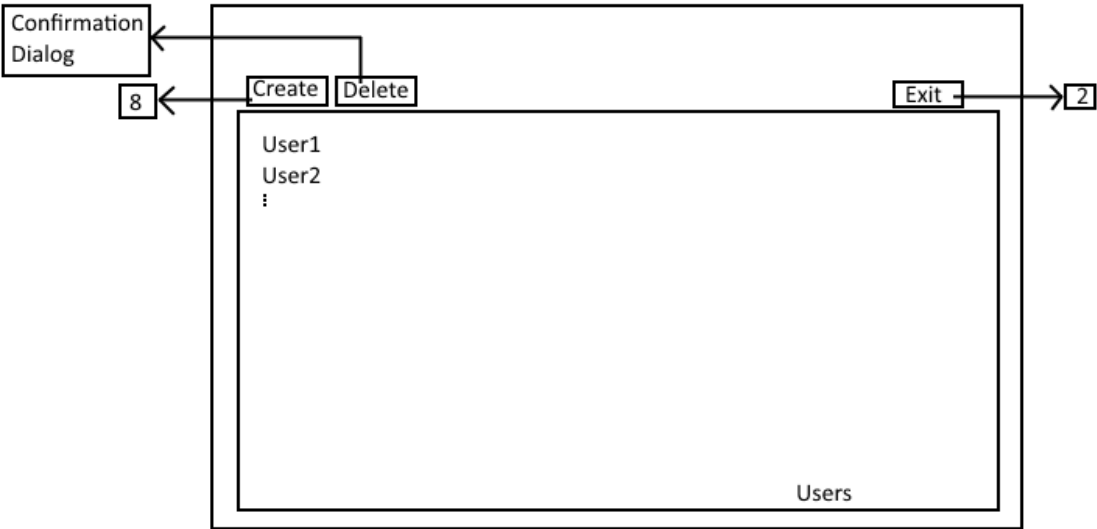 Confirmation
Dialog
8
Create
Delete
Exit
2
User1
User2
⋮
Users